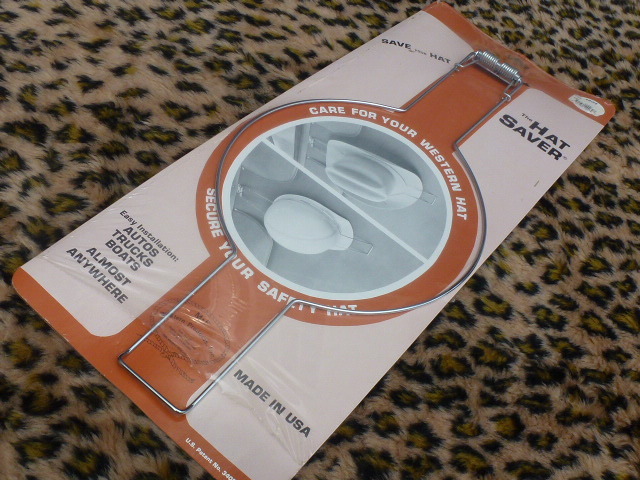 SAVE YOUR HAT
THE HAT
SAVER
CARE FOR YOUR WESTERN HAT
SECURE YOUR SAFETY HAT
Easy Installation:
AUTOS
TRUCKS
BOATS
ALMOST
ANYWHERE
MADE IN USA
U.S. Patent No.